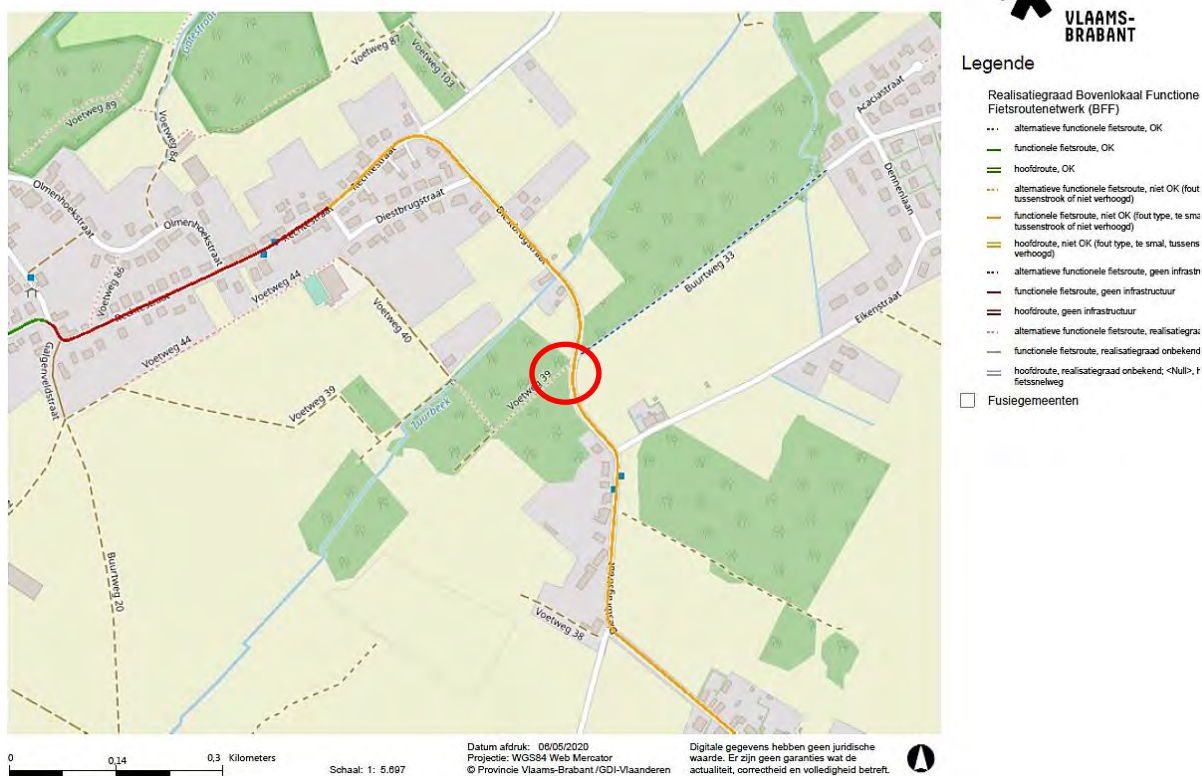 VLAAMS-
BRABANT
Legende
Realisatiegraad Bovenlokaal Functione
Fietsroutenetwerk (BFF)
alternatieve functionele fietsroute, OK
functionele fietsroute, OK
hoofdroute, OK
alternatieve functionele fietsroute, niet OK (fout
tussenstrook of niet verhoogd)
functionele fietsroute, niet OK (fout type, te sma
tussenstrook of niet verhoogd)
hoofdroute, niet OK (fout type, te smal, tussens
verhoogd)
alternatieve functionele fietsroute, geen infrastr
functionele fietsroute, geen infrastructuur
hoofdroute, geen infrastructuur
alternatieve functionele fietsroute, realisatiegraa
functionele fietsroute, realisatiegraad onbekend
hoofdroute, realisatiegraad onbekend; <Null>, f
fietssnelweg
Fusiegemeenten
Voetweg 87
Voetweg 103
Voetweg 89
Voetweg 84
Acaciastraat
Dennenlaan
Rechtestraat
Diestbrugstraat
Diestbrugstraat
Olmenhoekstraat
Olmenhoekstraat
Rechtestraat
Voetweg 86
Rechtestraat
Voetweg 44
Voetweg 44
Voetweg 40
Buurtweg 33
Eikenstraat
Galgenveldstraat
Voetweg 39
Voetweg 39
Zuurbeek
Buurtweg 20
Voetweg 38
0
0,14
0,3 Kilometers
Schaal: 1: 5.697
Datum afdruk: 06/05/2020
Projectie: WGS84 Web Mercator
© Provincie Vlaams-Brabant /GDI-Vlaanderen
Digitale gegevens hebben geen juridische
waarde. Er zijn geen garanties wat de
actualiteit, correctheid en volledigheid betreft.